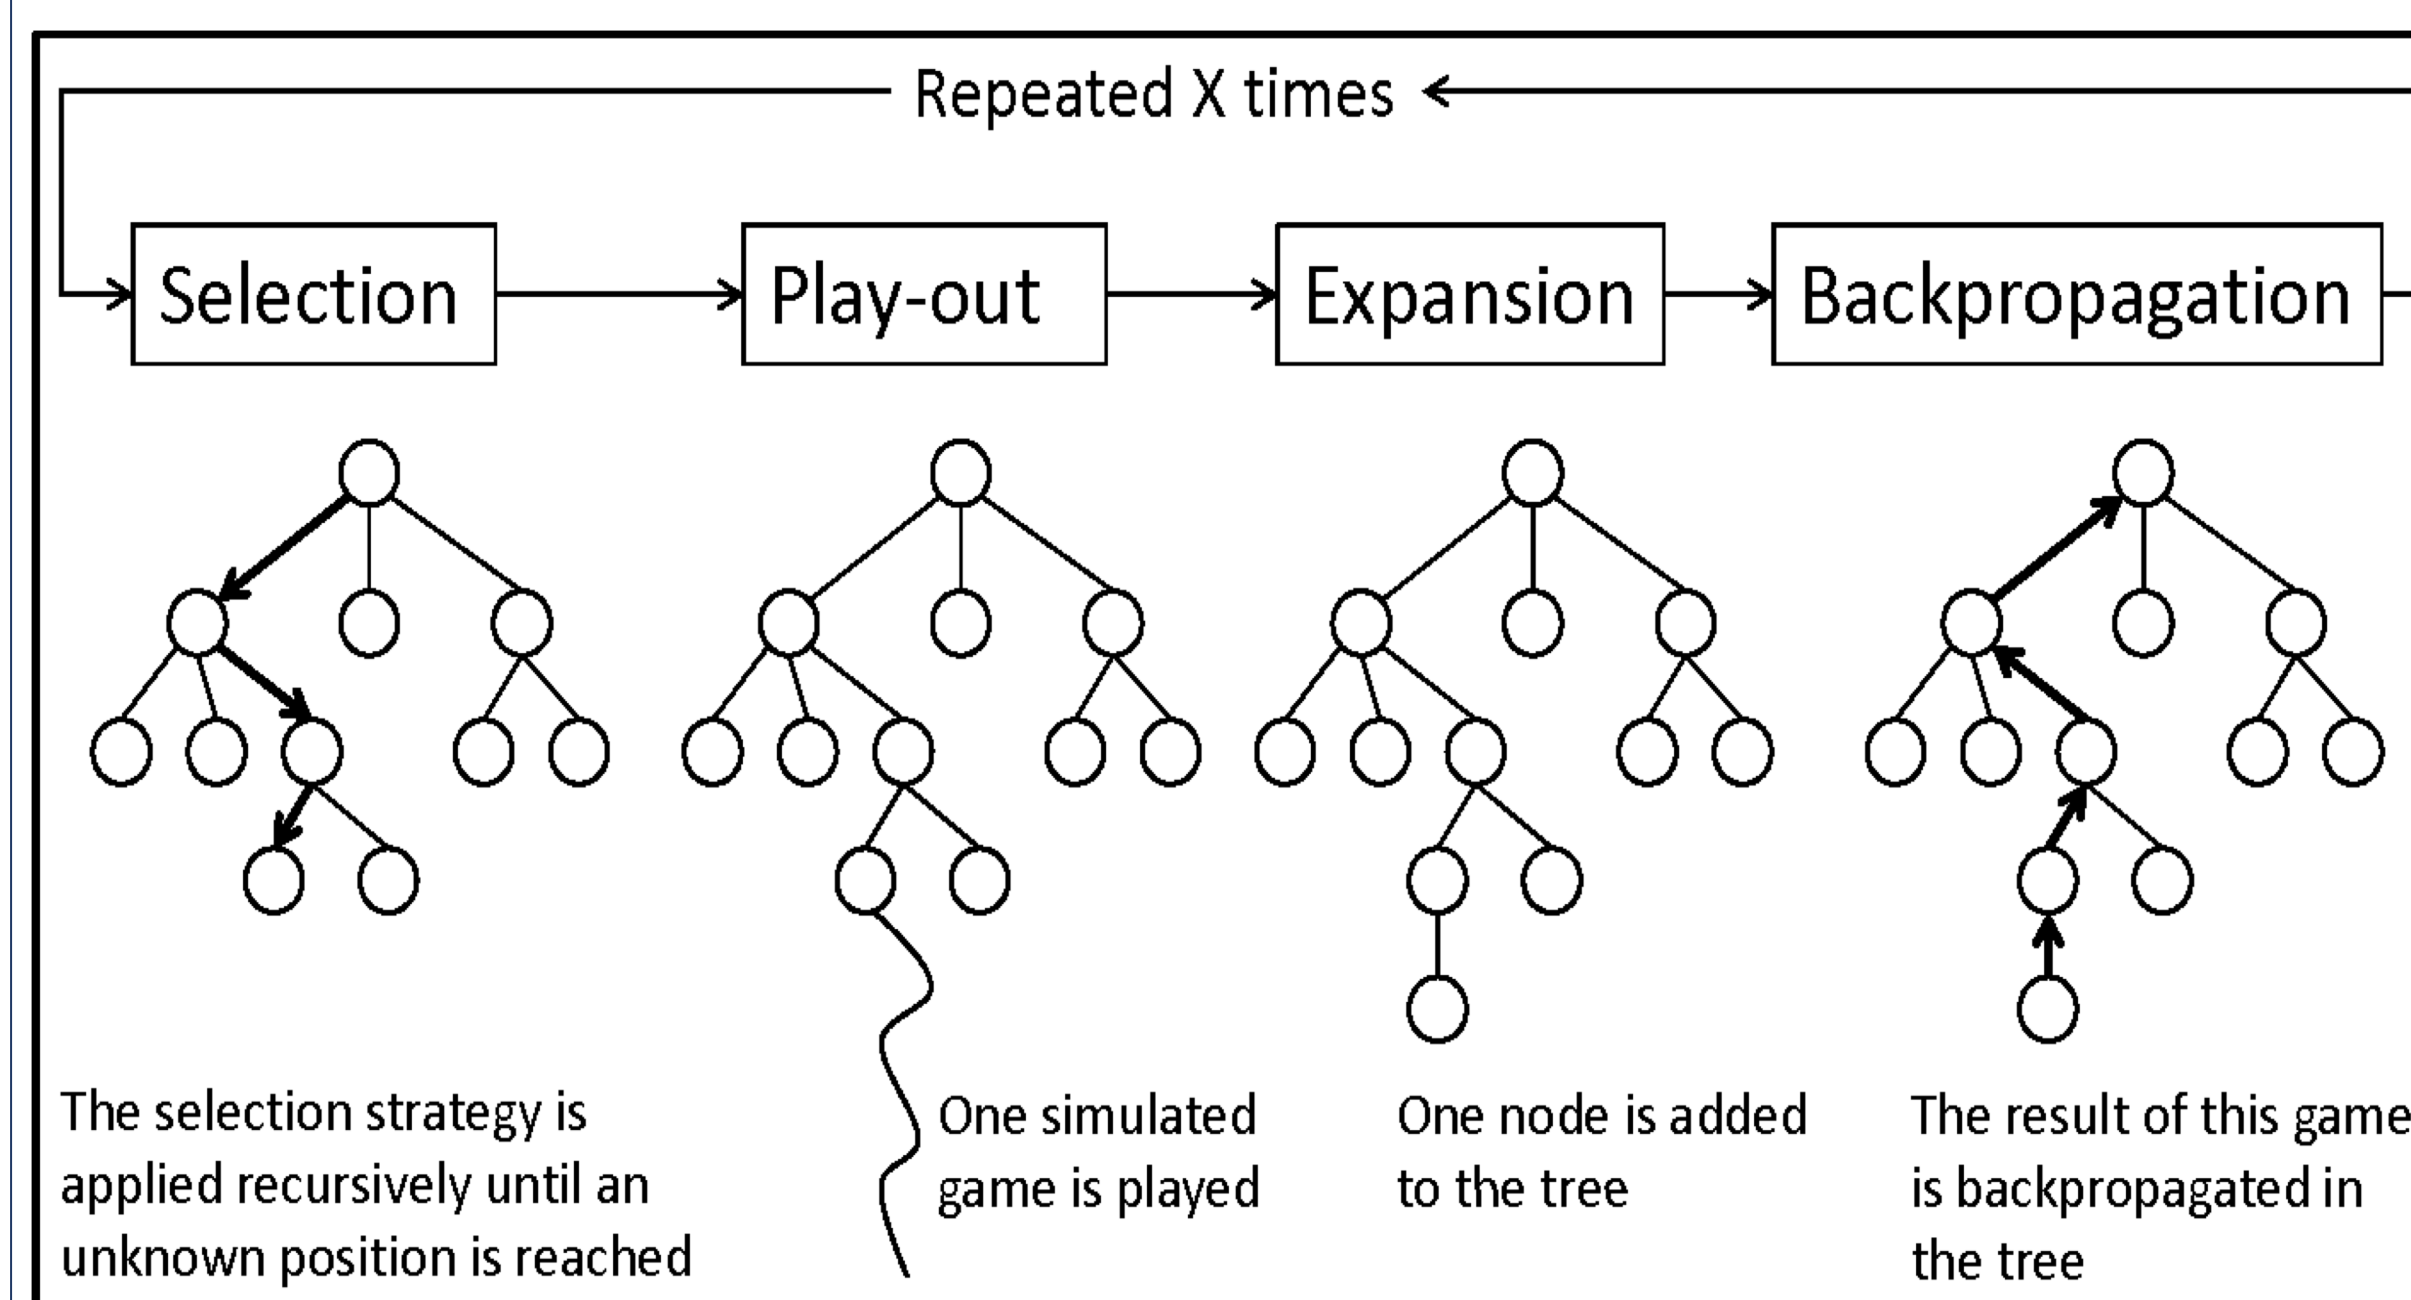 Repeated X times
Selection
Play-out
Expansion
Backpropagation
The selection strategy is
applied recursively until an
unknown position is reached
One simulated
game is played
One node is added
to the tree
The result of this game
is backpropagated in
the tree